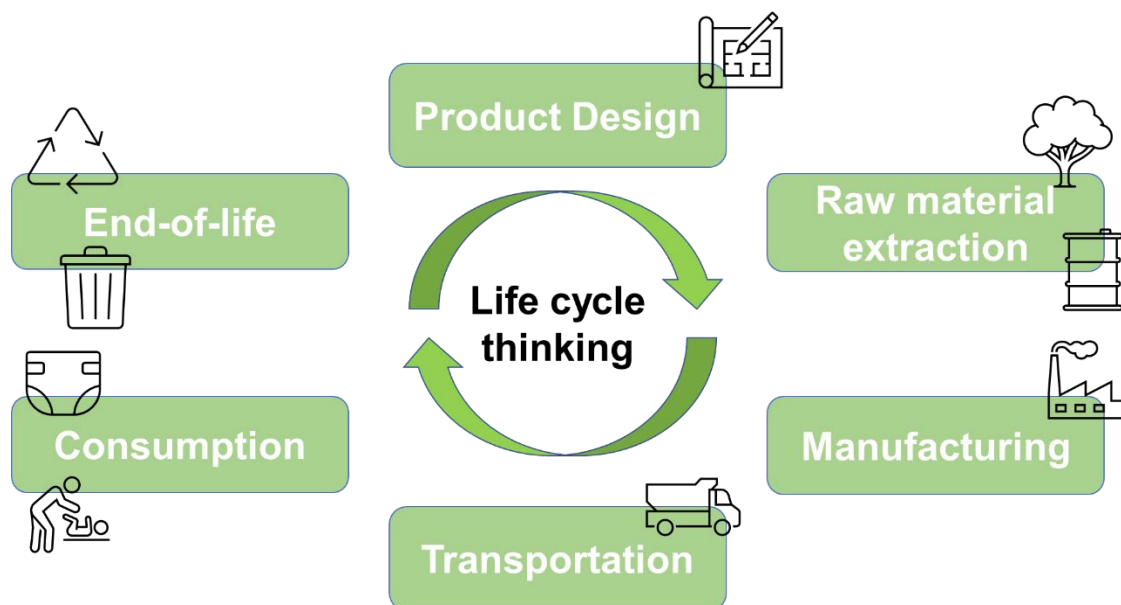 Product Design
End-of-life
Raw material
extraction
Life cycle
thinking
Consumption
Manufacturing
Transportation